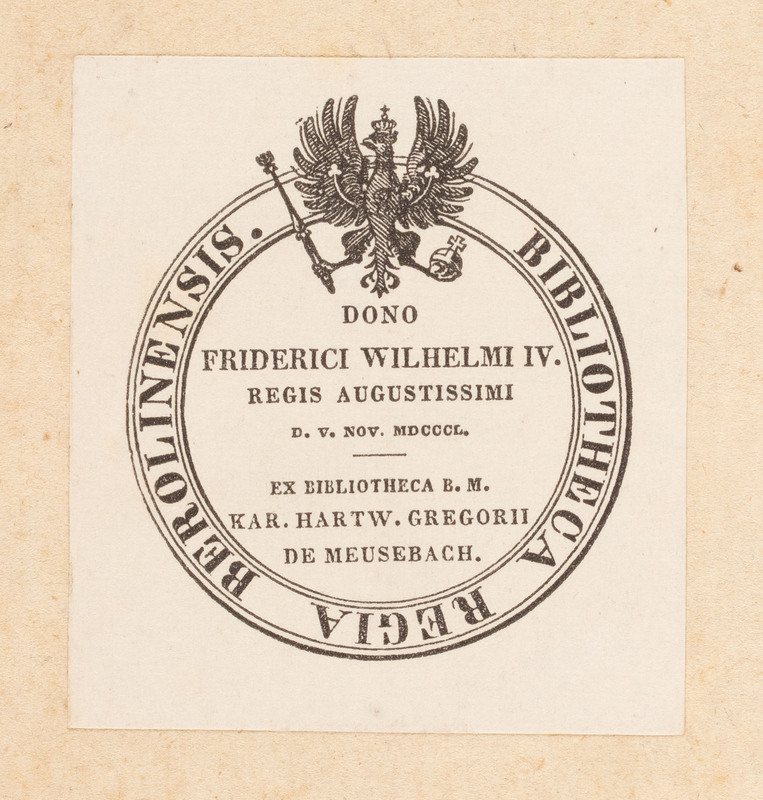 BIBLIOTHECA REGIA BEROLINENSIS.
DONO
FRIDERICI WILHELMI IV.
REGIS AUGUSTISSIMI
D. V. NOV. MDCCCL.
EX BIBLIOTHECA B. M.
KAR. HARTW. GREGORII
DE MEUSEBACH.